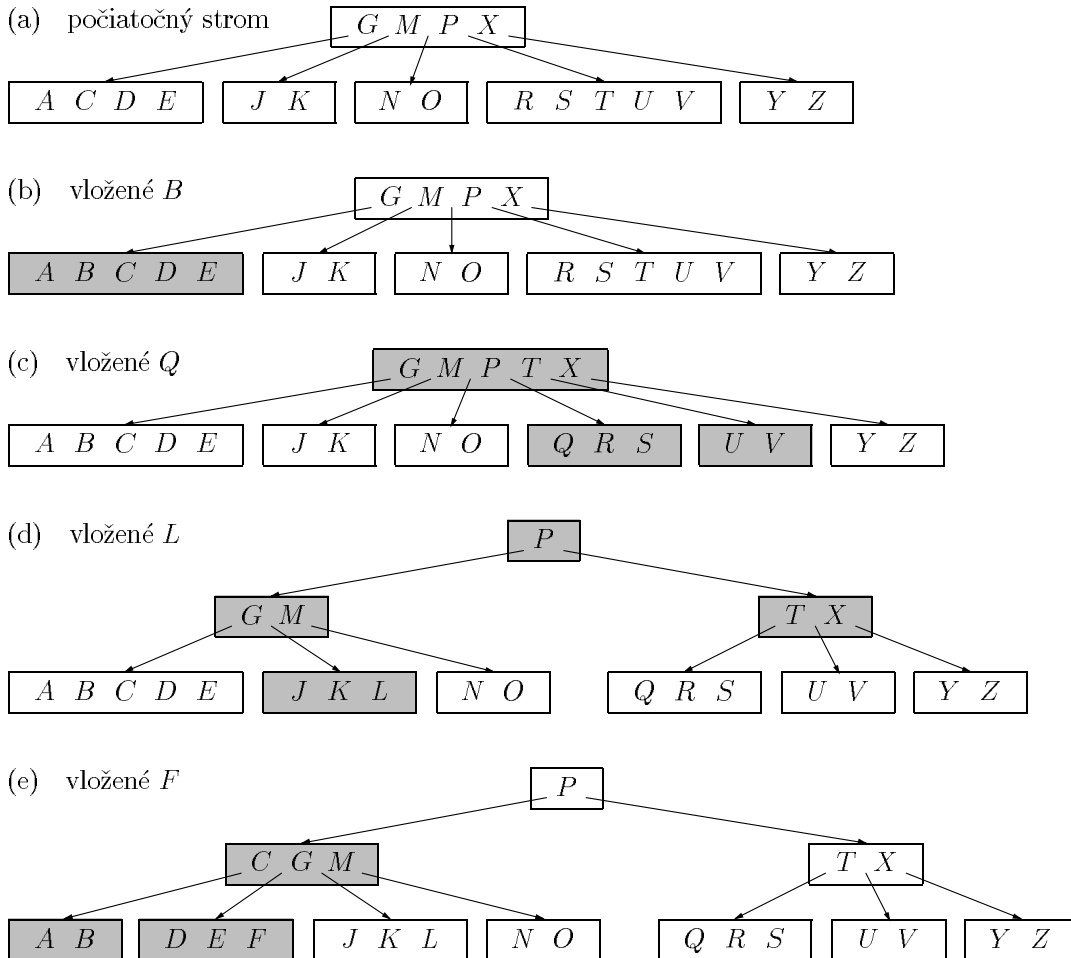 (a) počiatočný strom
G M P X
A C D E J K N O R S T U V Y Z
(b) vložené B
G M P X
A B C D E J K N O R S T U V Y Z
(c) vložené Q
G M P T X
A B C D E J K N O Q R S U V Y Z
(d) vložené L
P
G M T X
A B C D E J K L N O Q R S U V Y Z
(e) vložené F
P
C G M T X
A B D E F J K L N O Q R S U V Y Z